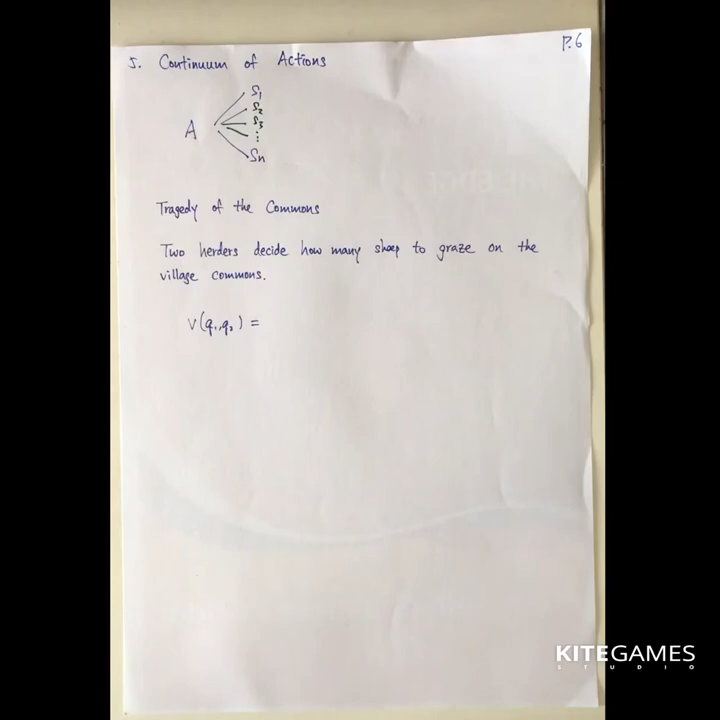 P.6
5. Continuum of Actions
S1
S2
A
S3
...
Sn
Tragedy of the Commons
Two herders decide how many sheep to graze on the
village commons.
V(q1,q2) =
KITEGAMES
STUDIO